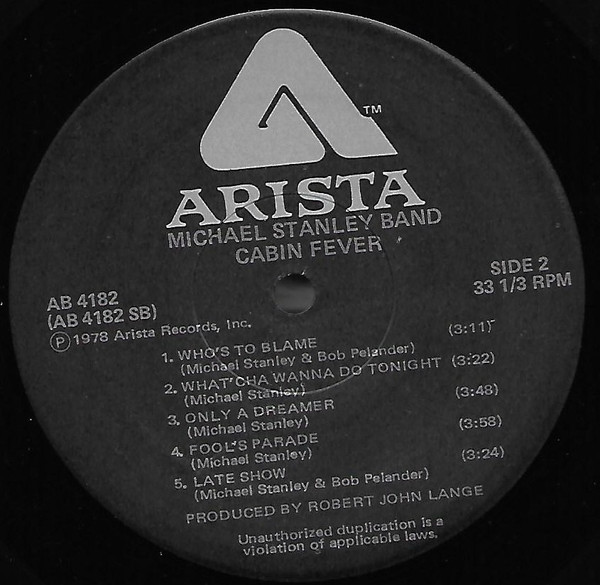 TM
ARISTA
MICHAEL STANLEY BAND
CABIN FEVER
SIDE 2
33 1/3 RPM
AB 4182
(AB 4182 SB)
Ⓟ 1978 Arista Records, Inc.
1. WHO'S TO BLAME (3:11)
(Michael Stanley & Bob Pelander)
2. WHAT'CHA WANNA DO TONIGHT (3:22)
(Michael Stanley)
3. ONLY A DREAMER (3:48)
(Michael Stanley)
4. FOOL'S PARADE (3:58)
(Michael Stanley)
5. LATE SHOW (3:24)
(Michael Stanley & Bob Pelander)
PRODUCED BY ROBERT JOHN LANGE
Unauthorized duplication is a
violation of applicable laws.